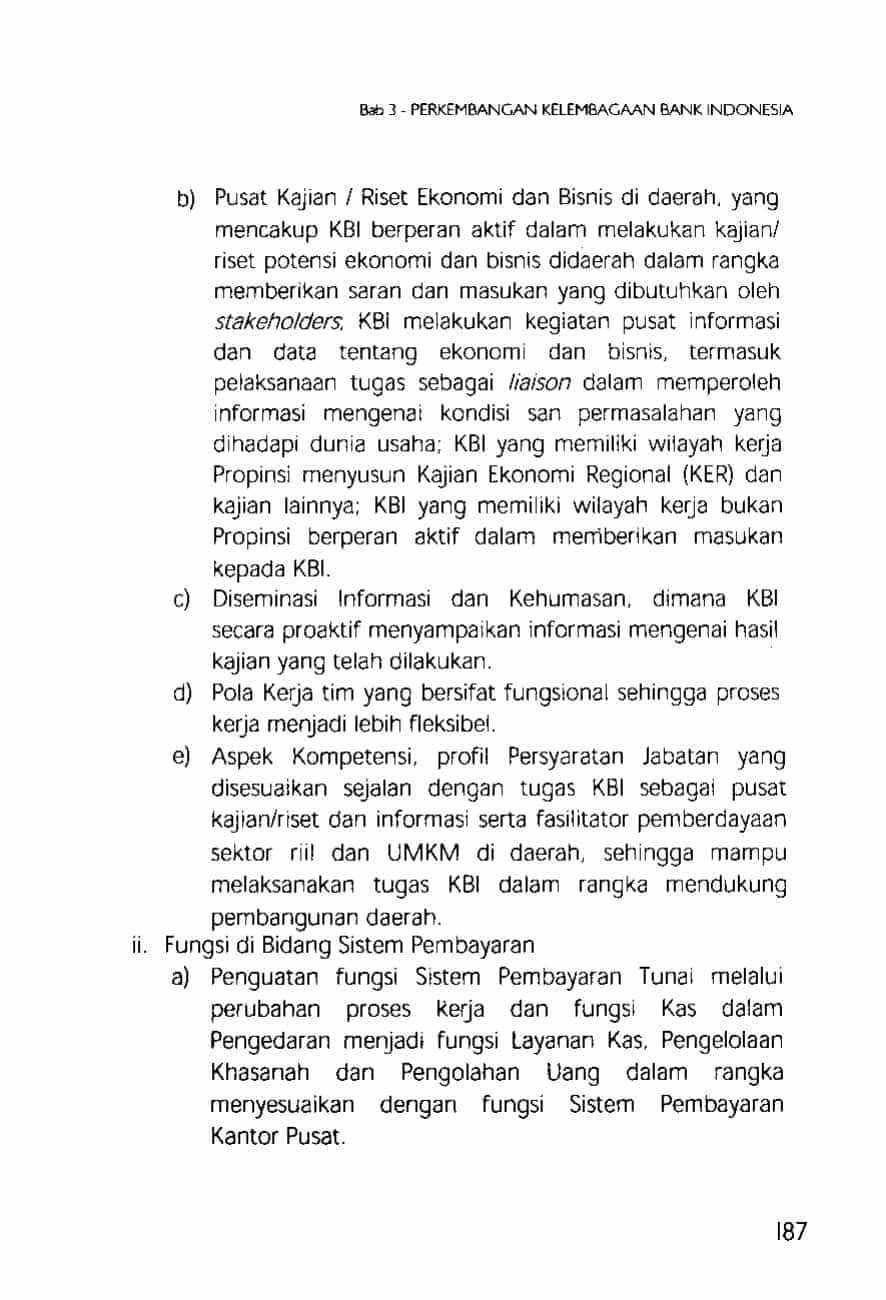 Bab 3 - PERKEMBANGAN KELEMBAGAAN BANK INDONESIA
b) Pusat Kajian / Riset Ekonomi dan Bisnis di daerah, yang
mencakup KBI berperan aktif dalam melakukan kajian/
riset potensi ekonomi dan bisnis didaerah dalam rangka
memberikan saran dan masukan yang dibutuhkan oleh
stakeholders; KBI melakukan kegiatan pusat informasi
dan data tentang ekonomi dan bisnis, termasuk
pelaksanaan tugas sebagai liaison dalam memperoleh
informasi mengenai kondisi san permasalahan yang
dihadapi dunia usaha; KBI yang memiliki wilayah kerja
Propinsi menyusun Kajian Ekonomi Regional (KER) dan
kajian lainnya; KBI yang memiliki wilayah kerja bukan
Propinsi berperan aktif dalam memberikan masukan
kepada KBI.
c) Diseminasi Informasi dan Kehumasan, dimana KBI
secara proaktif menyampaikan informasi mengenai hasil
kajian yang telah dilakukan.
d) Pola Kerja tim yang bersifat fungsional sehingga proses
kerja menjadi lebih fleksibel.
e) Aspek Kompetensi, profil Persyaratan Jabatan yang
disesuaikan sejalan dengan tugas KBI sebagai pusat
kajian/riset dan informasi serta fasilitator pemberdayaan
sektor riil dan UMKM di daerah, sehingga mampu
melaksanakan tugas KBI dalam rangka mendukung
pembangunan daerah.
ii. Fungsi di Bidang Sistem Pembayaran
a) Penguatan fungsi Sistem Pembayaran Tunai melalui
perubahan proses kerja dan fungsi Kas dalam
Pengedaran menjadi fungsi Layanan Kas, Pengelolaan
Khasanah dan Pengolahan Uang dalam rangka
menyesuaikan dengan fungsi Sistem Pembayaran
Kantor Pusat.
187